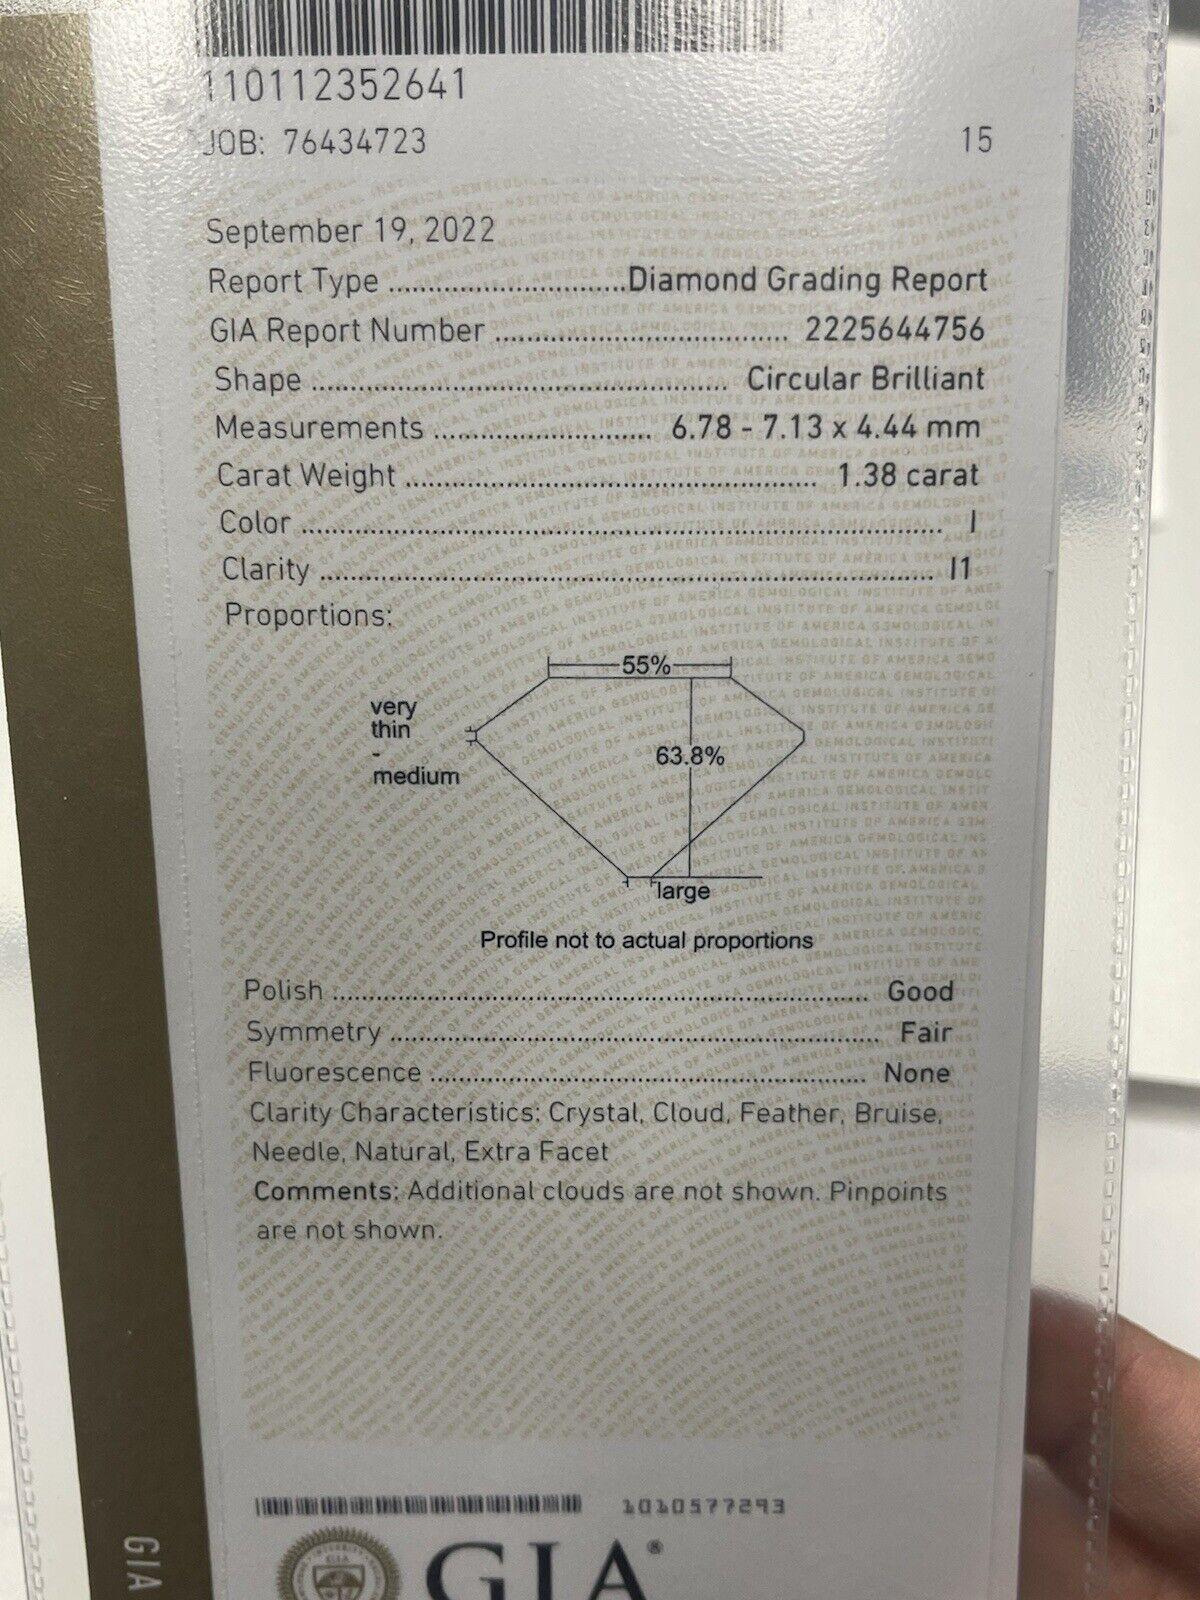 110112352641
JOB: 76434723 15
September 19, 2022
Report Type ..............................Diamond Grading Report
GIA Report Number ..................................... 2225644756
Shape ..................................................... Circular Brilliant
Measurements ............................ 6.78 - 7.13 x 4.44 mm
Carat Weight .................................................... 1.38 carat
Color ................................................................................. I
Clarity .............................................................................. I1
Proportions:
55%
very
thin
-
medium
63.8%
large
Profile not to actual proportions
Polish .................................................................... Good
Symmetry .............................................................. Fair
Fluorescence ....................................................... None
Clarity Characteristics: Crystal, Cloud, Feather, Bruise,
Needle, Natural, Extra Facet
Comments: Additional clouds are not shown. Pinpoints
are not shown.
1010577293
GIA®
GIA